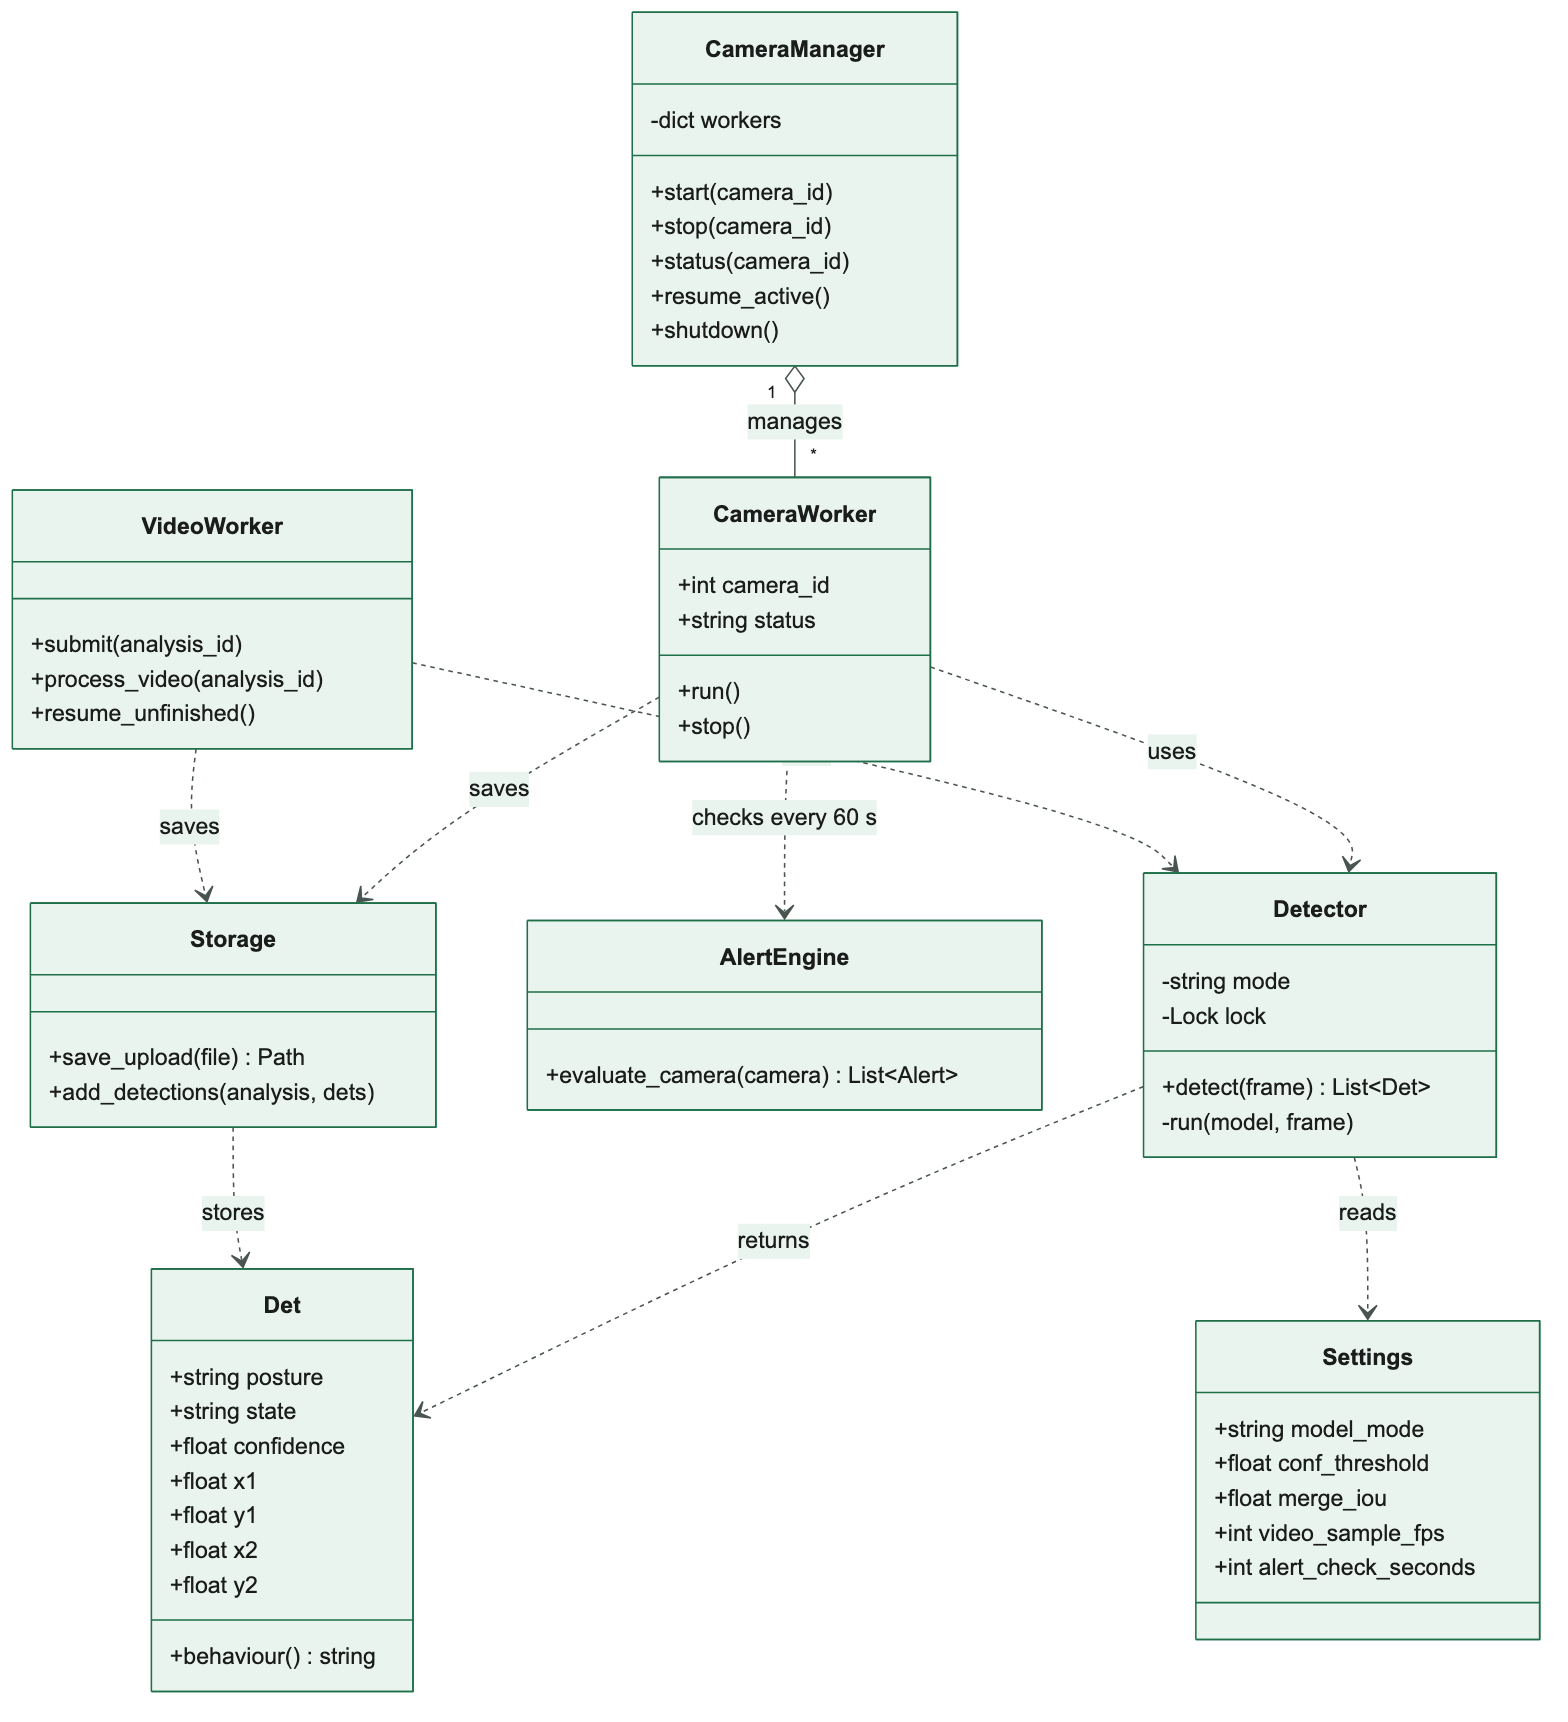 CameraManager
-dict workers
+start(camera_id)
+stop(camera_id)
+status(camera_id)
+resume_active()
+shutdown()
1
manages
*
VideoWorker
+submit(analysis_id)
+process_video(analysis_id)
+resume_unfinished()
CameraWorker
+int camera_id
+string status
+run()
+stop()
uses
saves
checks every 60 s
saves
Storage
+save_upload(file) : Path
+add_detections(analysis, dets)
AlertEngine
+evaluate_camera(camera) : List<Alert>
Detector
-string mode
-Lock lock
+detect(frame) : List<Det>
-run(model, frame)
stores
returns
reads
Det
+string posture
+string state
+float confidence
+float x1
+float y1
+float x2
+float y2
+behaviour() : string
Settings
+string model_mode
+float conf_threshold
+float merge_iou
+int video_sample_fps
+int alert_check_seconds